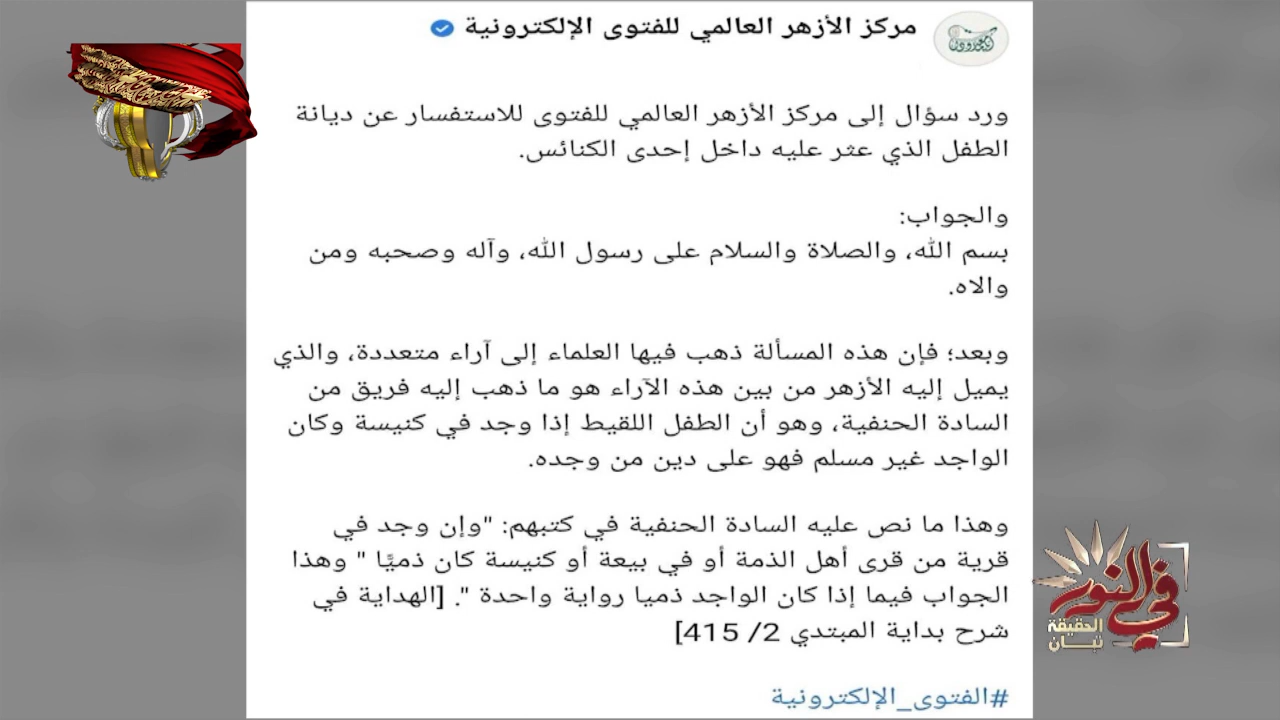 مركز الأزهر العالمي للفتوى الإلكترونية
ورد سؤال إلى مركز الأزهر العالمي للفتوى للاستفسار عن ديانة
الطفل الذي عثر عليه داخل إحدى الكنائس.
والجواب:
بسم الله، والصلاة والسلام على رسول الله، وآله وصحبه ومن
والاه.
وبعد؛ فإن هذه المسألة ذهب فيها العلماء إلى آراء متعددة، والذي
يميل إليه الأزهر من بين هذه الآراء هو ما ذهب إليه فريق من
السادة الحنفية، وهو أن الطفل اللقيط إذا وجد في كنيسة وكان
الواجد غير مسلم فهو على دين من وجده.
وهذا ما نص عليه السادة الحنفية في كتبهم: "وإن وجد في
قرية من قرى أهل الذمة أو في بيعة أو كنيسة كان ذميًّا " وهذا
الجواب فيما إذا كان الواجد ذميا رواية واحدة ". [الهداية في
شرح بداية المبتدي 2/ 415]
#الفتوى_الإلكترونية
في النور
الحقيقة
تبان